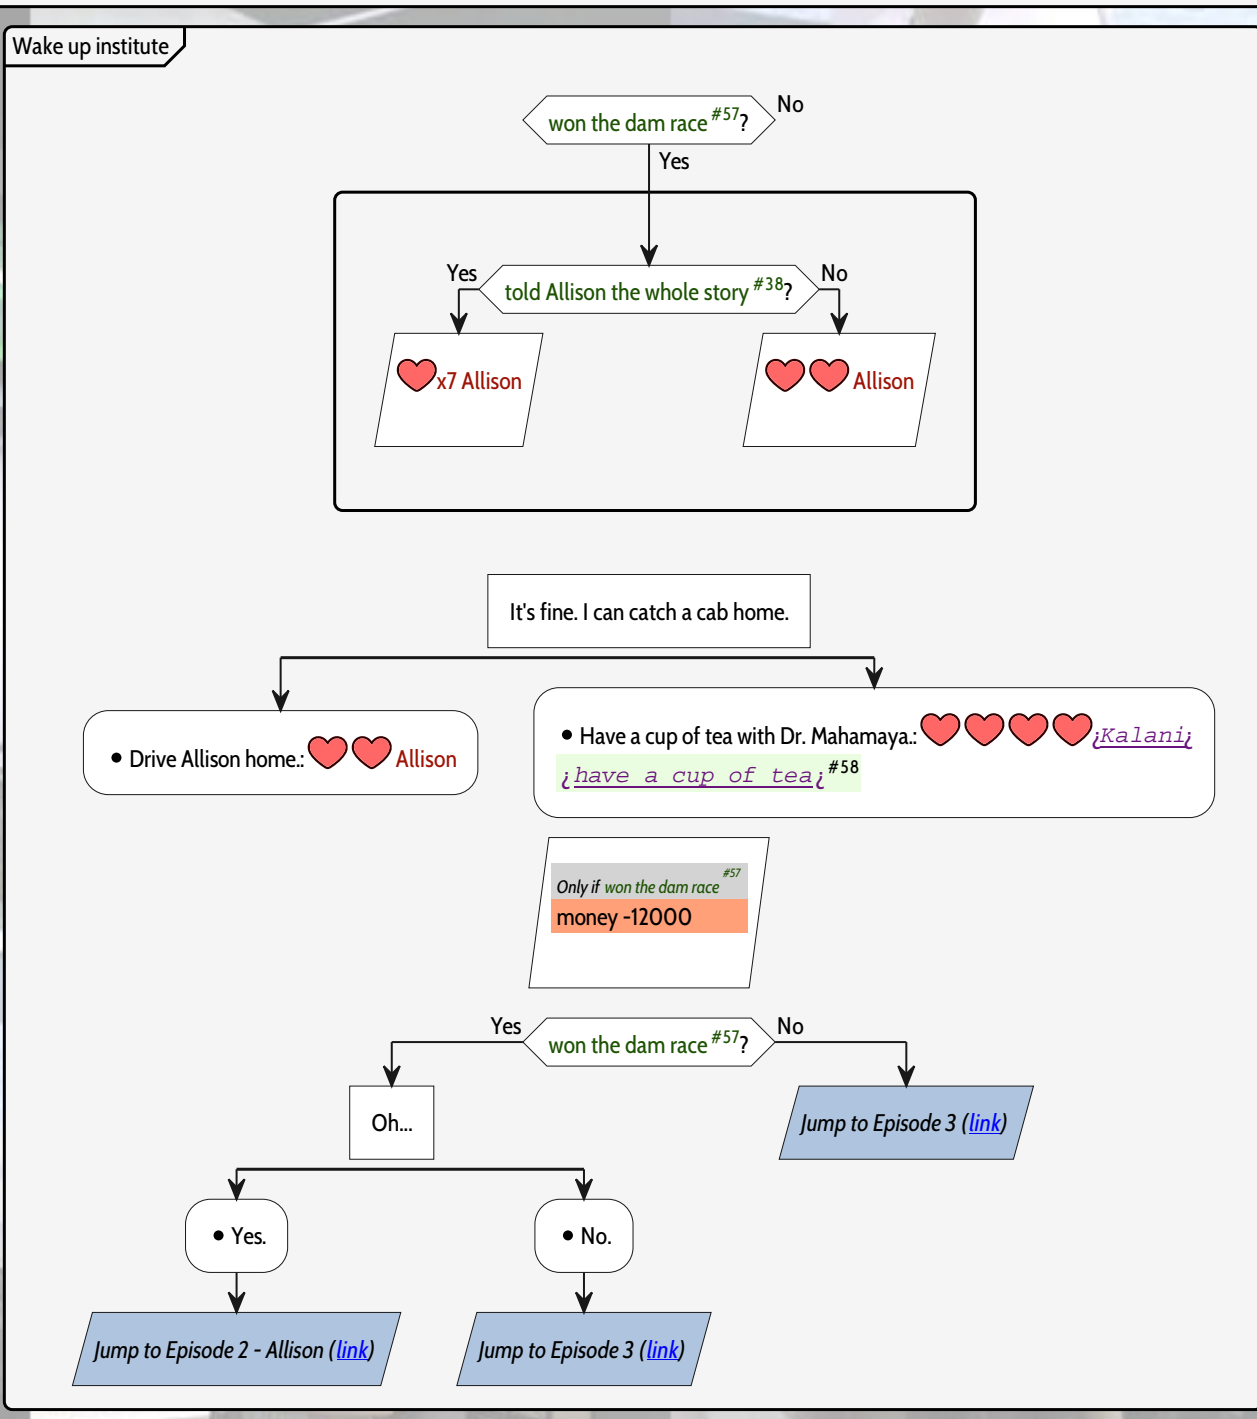 Wake up institute
won the dam race #57?
No
Yes
Yes
told Allison the whole story #38?
No
x7 Allison
Allison
It's fine. I can catch a cab home.
• Drive Allison home.: Allison
• Have a cup of tea with Dr. Mahamaya.: ¿Kalani¿
¿have a cup of tea¿ #58
Only if won the dam race #57
money -12000
Yes
won the dam race #57?
No
Oh...
Jump to Episode 3 (link)
• Yes.
• No.
Jump to Episode 2 - Allison (link)
Jump to Episode 3 (link)